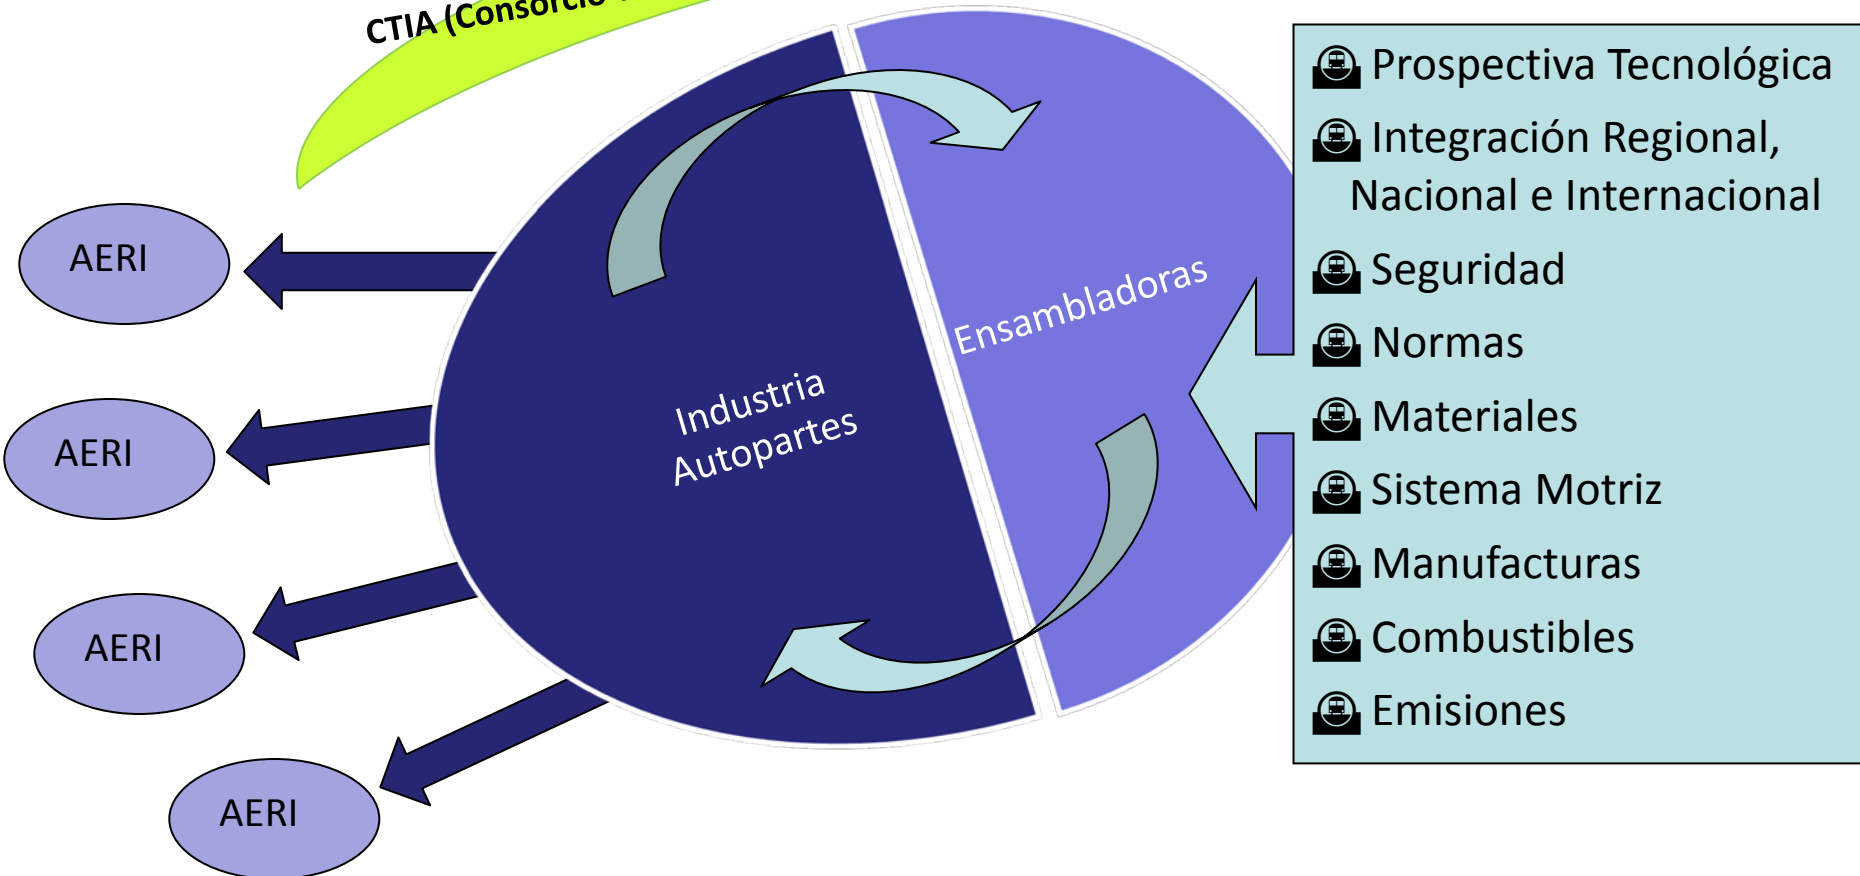 CTIA (Consorcio
AERI
AERI
AERI
AERI
Industria
Autopartes
Ensambladoras
Prospectiva Tecnológica
Integración Regional,
Nacional e Internacional
Seguridad
Normas
Materiales
Sistema Motriz
Manufacturas
Combustibles
Emisiones